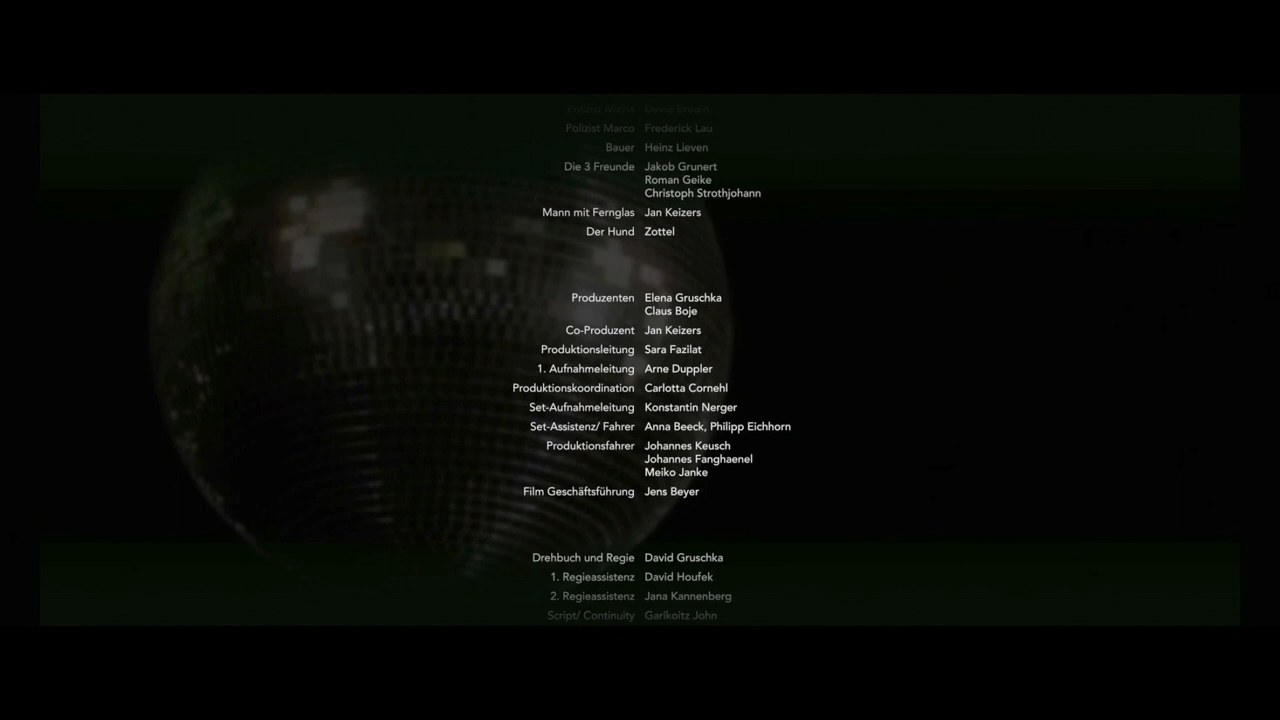 Polizist Marco Frederick Lau
Bauer Heinz Lieven
Die 3 Freunde Jakob Grunert
Roman Geike
Christoph Strothjohann
Mann mit Fernglas Jan Keizers
Der Hund Zottel
Produzenten Elena Gruschka
Claus Boje
Co-Produzent Jan Keizers
Produktionsleitung Sara Fazilat
1. Aufnahmeleitung Arne Duppler
Produktionskoordination Carlotta Cornehl
Set-Aufnahmeleitung Konstantin Nerger
Set-Assistenz/ Fahrer Anna Beeck, Philipp Eichhorn
Produktionsfahrer Johannes Keusch
Johannes Fanghaenel
Meiko Janke
Film Geschäftsführung Jens Beyer
Drehbuch und Regie David Gruschka
1. Regieassistenz David Houfek
2. Regieassistenz Jana Kannenberg
Script/ Continuity Garikoitz John